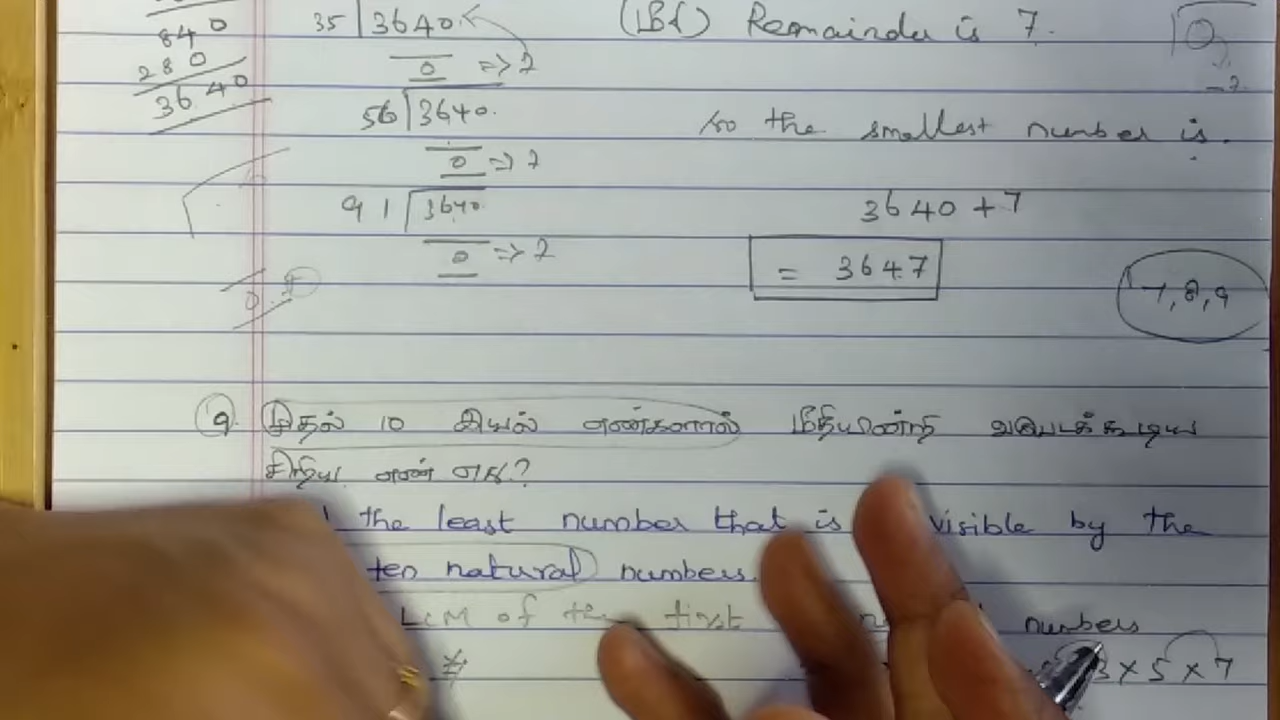 840
280
3640
35 | 3640
0 => 7
56 | 3640.
0 => 7
91 | 3640
0 => 7
Remainder is 7.
so the smallest number is.
3640 + 7
= 3647
7, 8, 9
9. முதல் 10 இயல் எண்களால் மீதியின்றி வகுபடக்கூடிய
சிறிய எண் எது?
the least number that is visible by the
ten natural numbers.
LCM of the first numbers
3 × 5 × 7